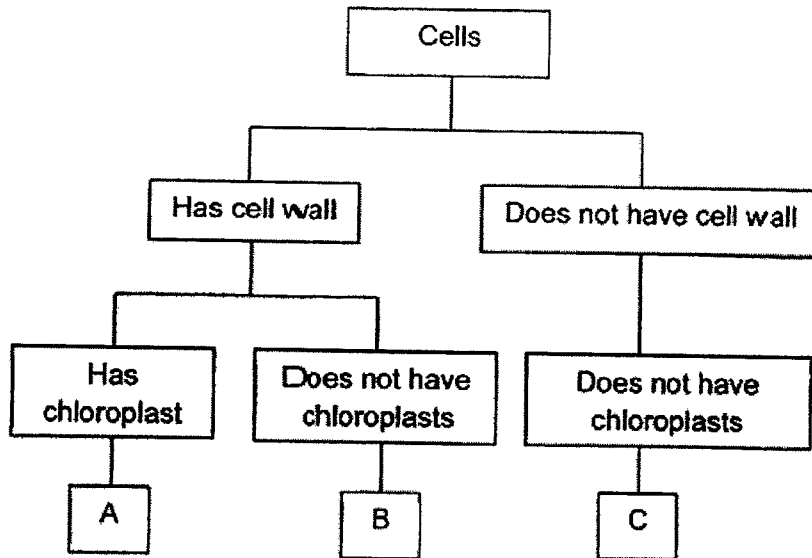 Cells
Has cell wall
Does not have cell wall
Has
chloroplast
Does not have
chloroplasts
Does not have
chloroplasts
A
B
C